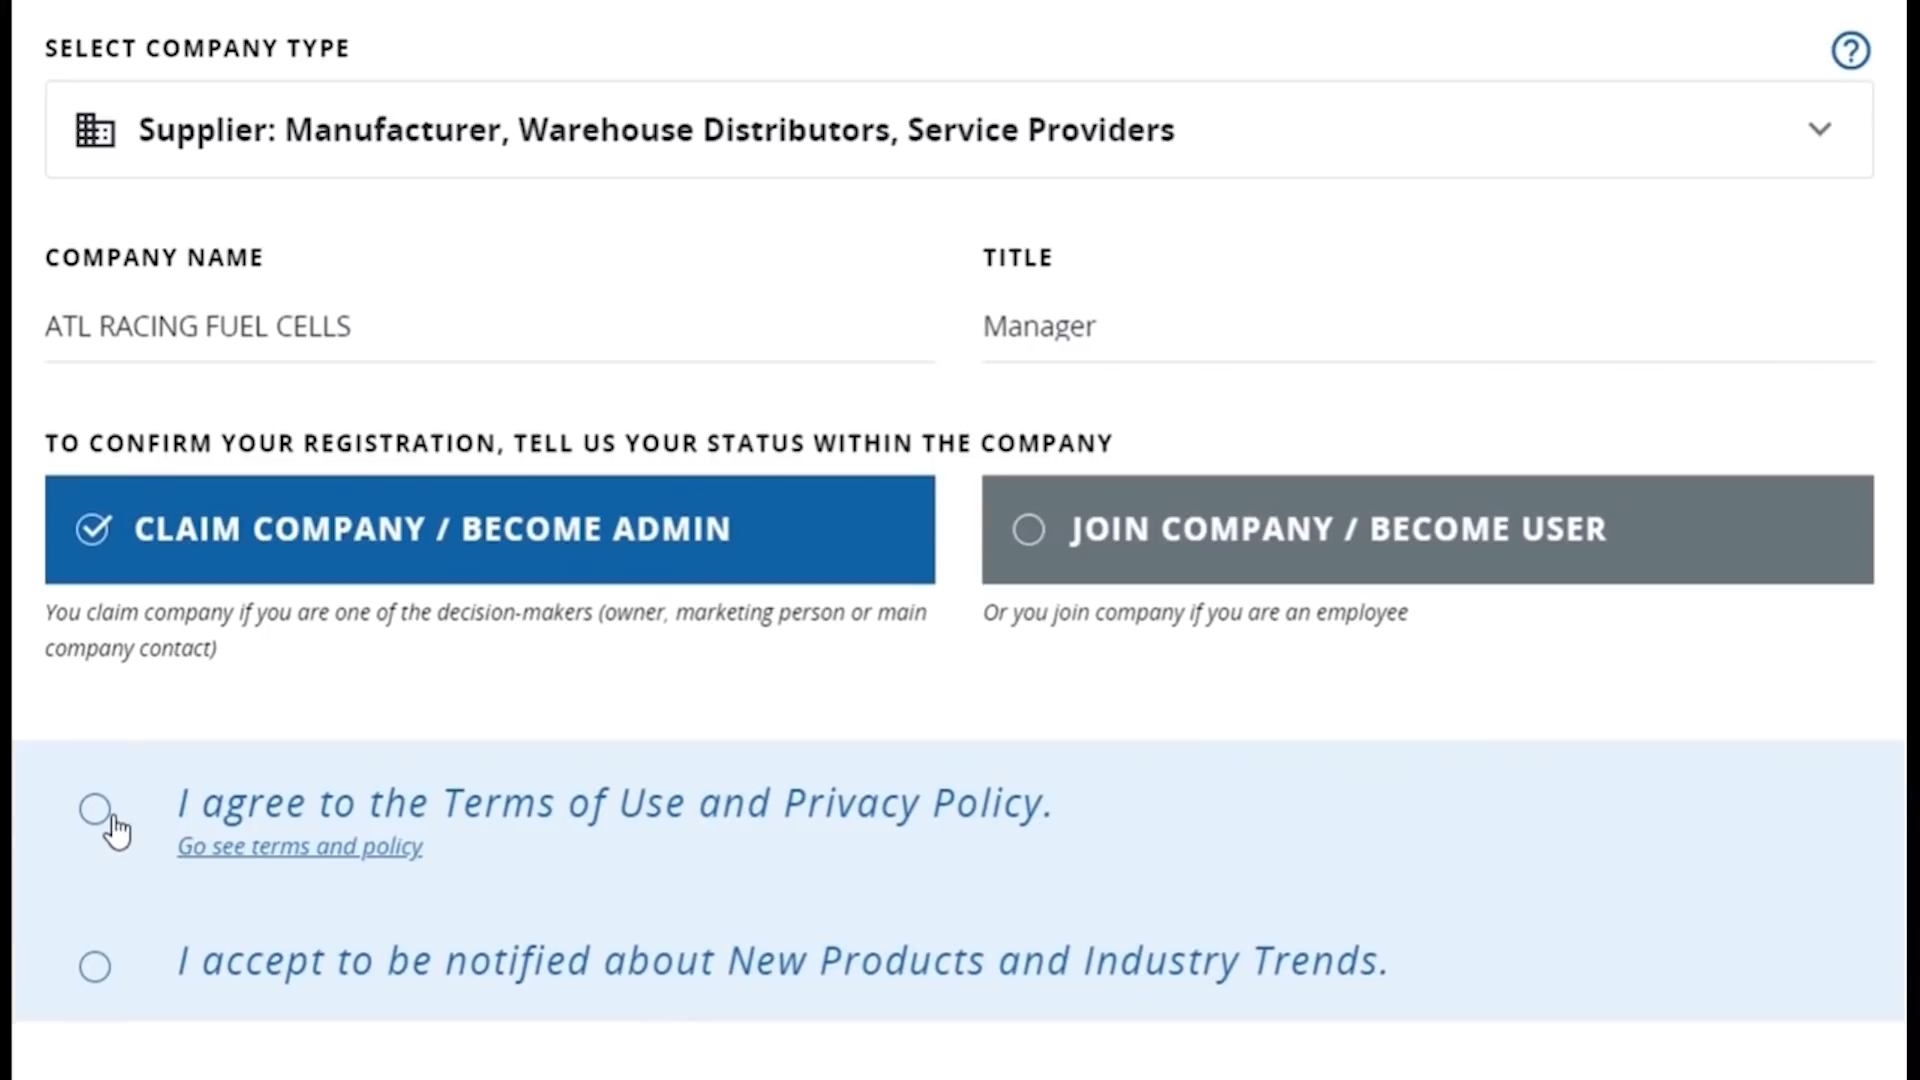 SELECT COMPANY TYPE
Supplier: Manufacturer, Warehouse Distributors, Service Providers
COMPANY NAME
TITLE
ATL RACING FUEL CELLS
Manager
TO CONFIRM YOUR REGISTRATION, TELL US YOUR STATUS WITHIN THE COMPANY
CLAIM COMPANY / BECOME ADMIN
JOIN COMPANY / BECOME USER
You claim company if you are one of the decision-makers (owner, marketing person or main
company contact)
Or you join company if you are an employee
I agree to the Terms of Use and Privacy Policy.
Go see terms and policy
I accept to be notified about New Products and Industry Trends.